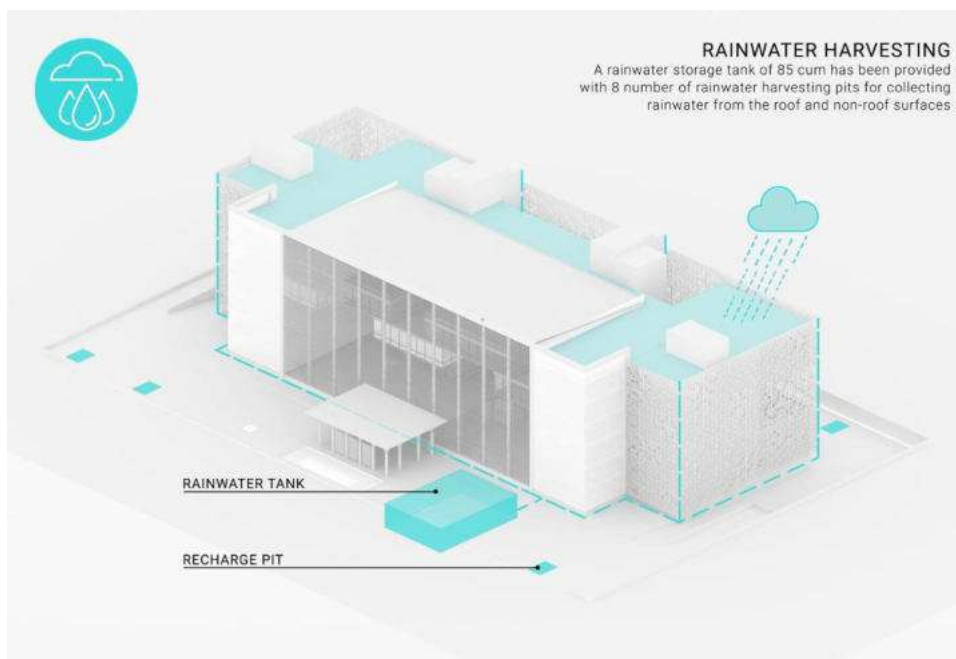 RAINWATER HARVESTING
A rainwater storage tank of 85 cum has been provided
with 8 number of rainwater harvesting pits for collecting
rainwater from the roof and non-roof surfaces
RAINWATER TANK
RECHARGE PIT